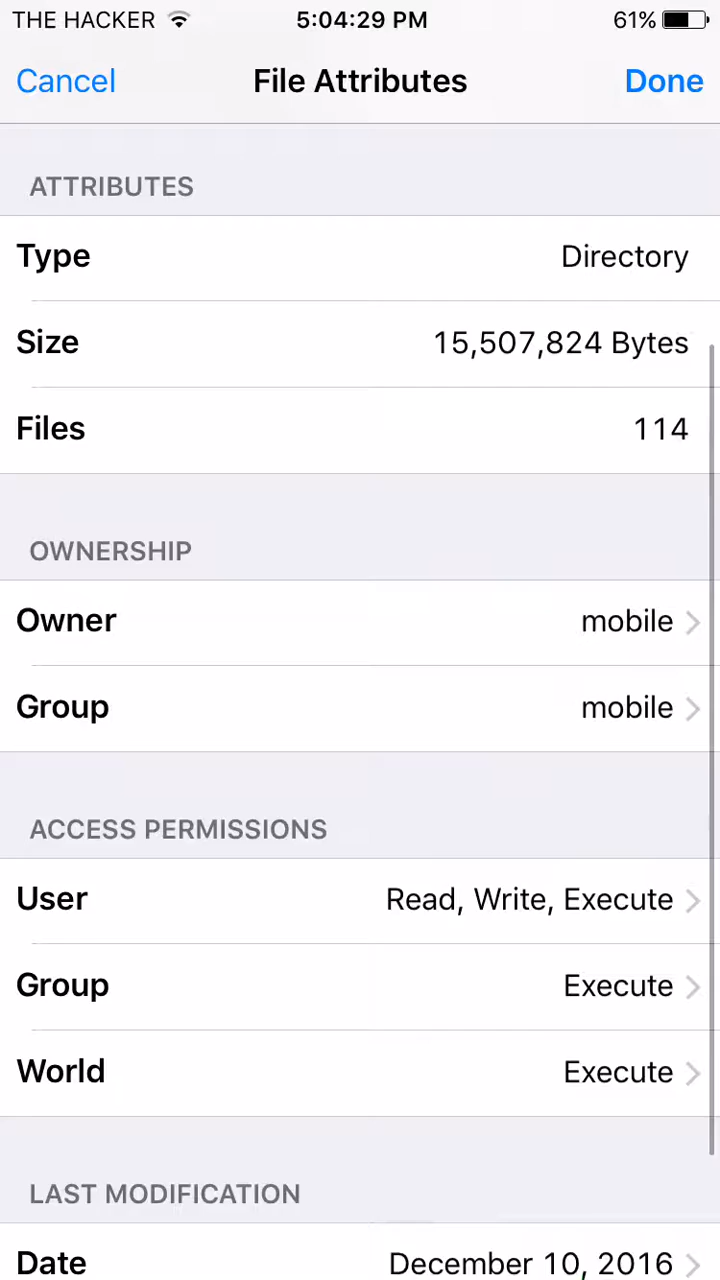 THE HACKER 5:04:29 PM 61%
Cancel File Attributes Done
ATTRIBUTES
Type Directory
Size 15,507,824 Bytes
Files 114
OWNERSHIP
Owner mobile
Group mobile
ACCESS PERMISSIONS
User Read, Write, Execute
Group Execute
World Execute
LAST MODIFICATION
Date December 10, 2016